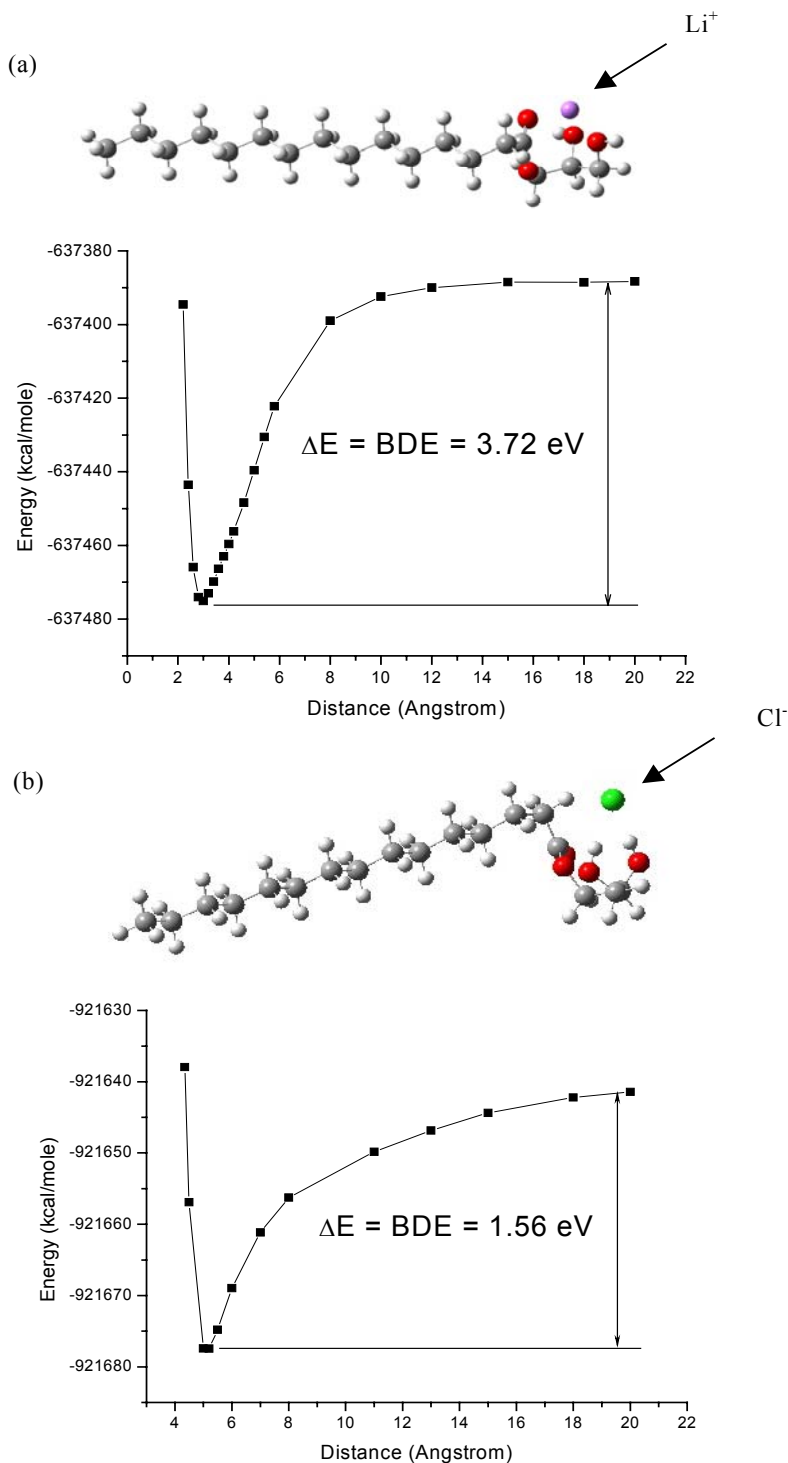 Li⁺
(a)
-637380
-637400
-637420
-637440
-637460
-637480
Energy (kcal/mole)
ΔE = BDE = 3.72 eV
0 2 4 6 8 10 12 14 16 18 20 22
Distance (Angstrom)
Cl⁻
(b)
-921630
-921640
-921650
-921660
-921670
-921680
Energy (kcal/mole)
ΔE = BDE = 1.56 eV
4 6 8 10 12 14 16 18 20 22
Distance (Angstrom)